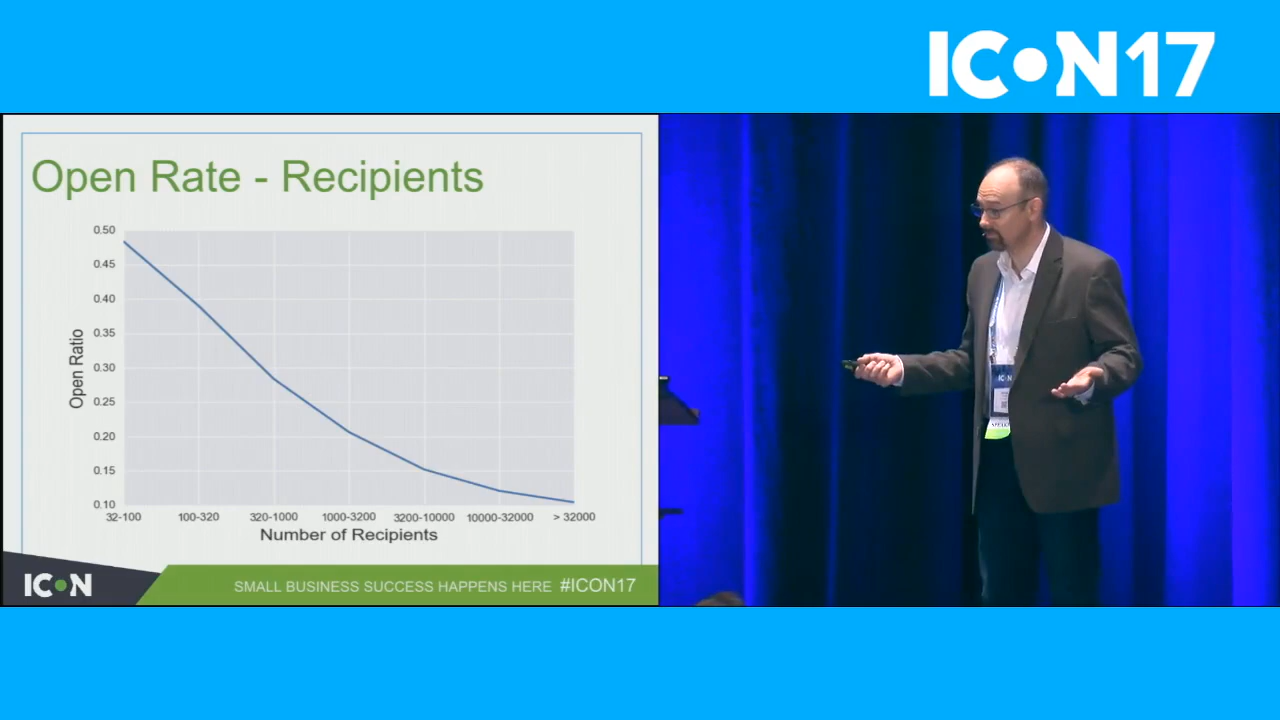 ICON17
Open Rate - Recipients
0.50
0.45
0.40
0.35
0.30
0.25
0.20
0.15
0.10
Open Ratio
32-100 100-320 320-1000 1000-3200 3200-10000 10000-32000 > 32000
Number of Recipients
ICON
SMALL BUSINESS SUCCESS HAPPENS HERE #ICON17
ICON
SPEAKER